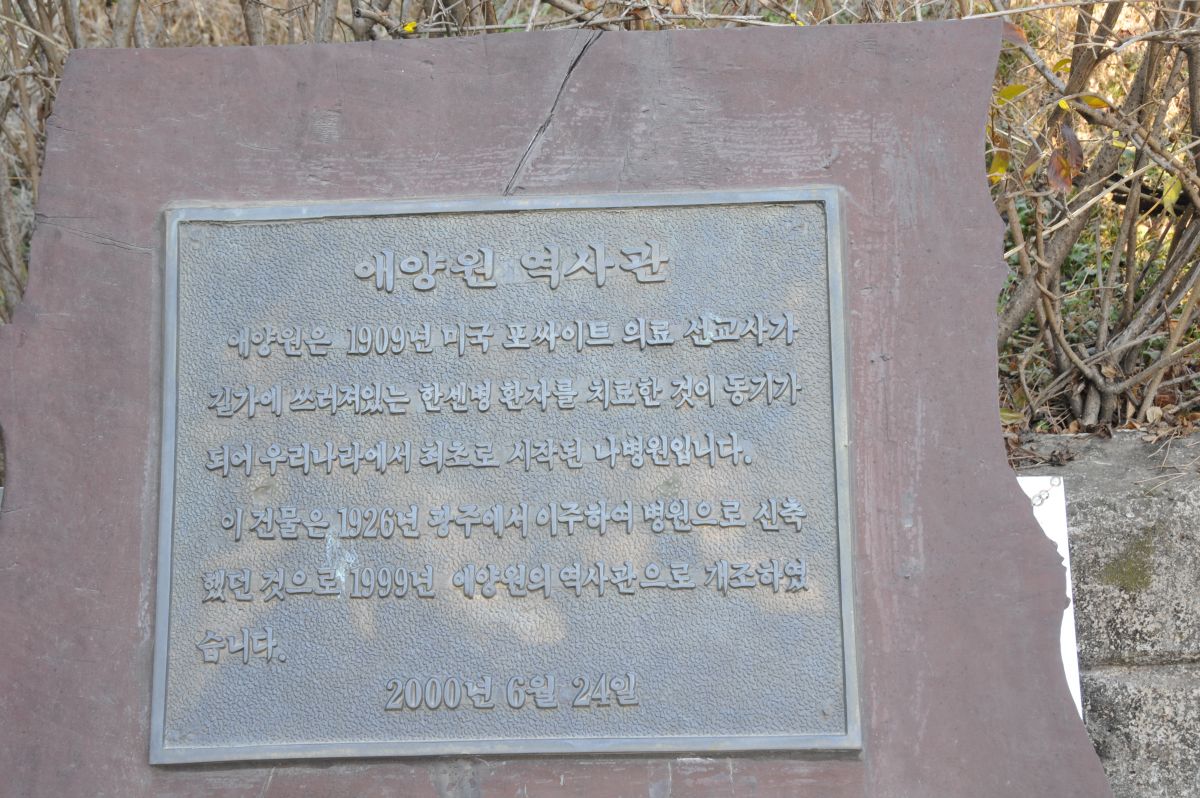 애양원 역사관
애양원은 1909년 미국 포싸이트 의료 선교사가
길가에 쓰러져있는 한센병 환자를 치료한 것이 동기가
되어 우리나라에서 최초로 시작된 나병원입니다.
이 건물은 1926년 광주에서 이주하여 병원으로 신축
했던 것으로 1999년 애양원의 역사관으로 개조하였
습니다.
2000년 6월 24일